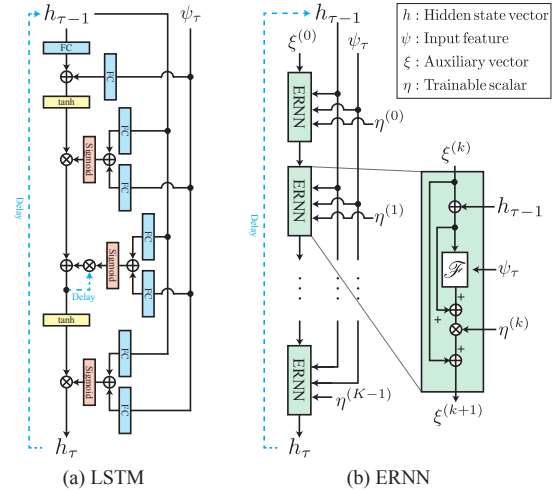 h_{τ−1}
ψ_τ
FC
FC
tanh
FC
Sigmoid
FC
FC
Sigmoid
FC
Delay
Delay
tanh
FC
Sigmoid
FC
h_τ
(a) LSTM
h_{τ−1}
ξ^{(0)}
ψ_τ
ERNN
η^{(0)}
ERNN
η^{(1)}
Delay
ERNN
η^{(K−1)}
h_τ
(b) ERNN
h : Hidden state vector
ψ : Input feature
ξ : Auxiliary vector
η : Trainable scalar
ξ^{(k)}
h_{τ−1}
ℱ
ψ_τ
+
+
+
η^{(k)}
+
+
ξ^{(k+1)}